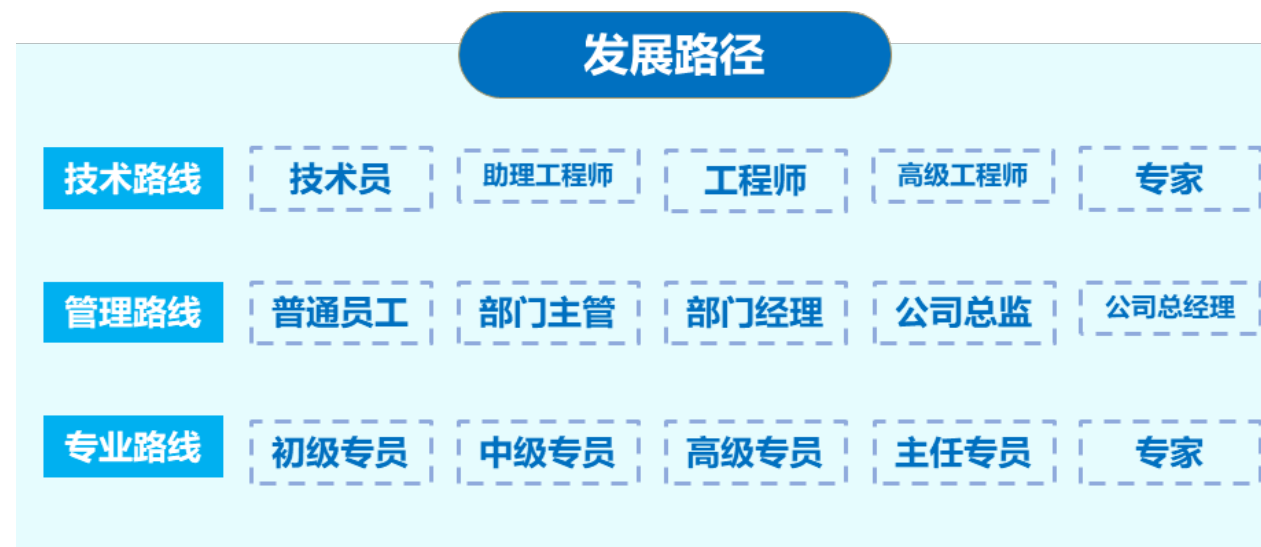 发展路径
技术路线 技术员 助理工程师 工程师 高级工程师 专家
管理路线 普通员工 部门主管 部门经理 公司总监 公司总经理
专业路线 初级专员 中级专员 高级专员 主任专员 专家